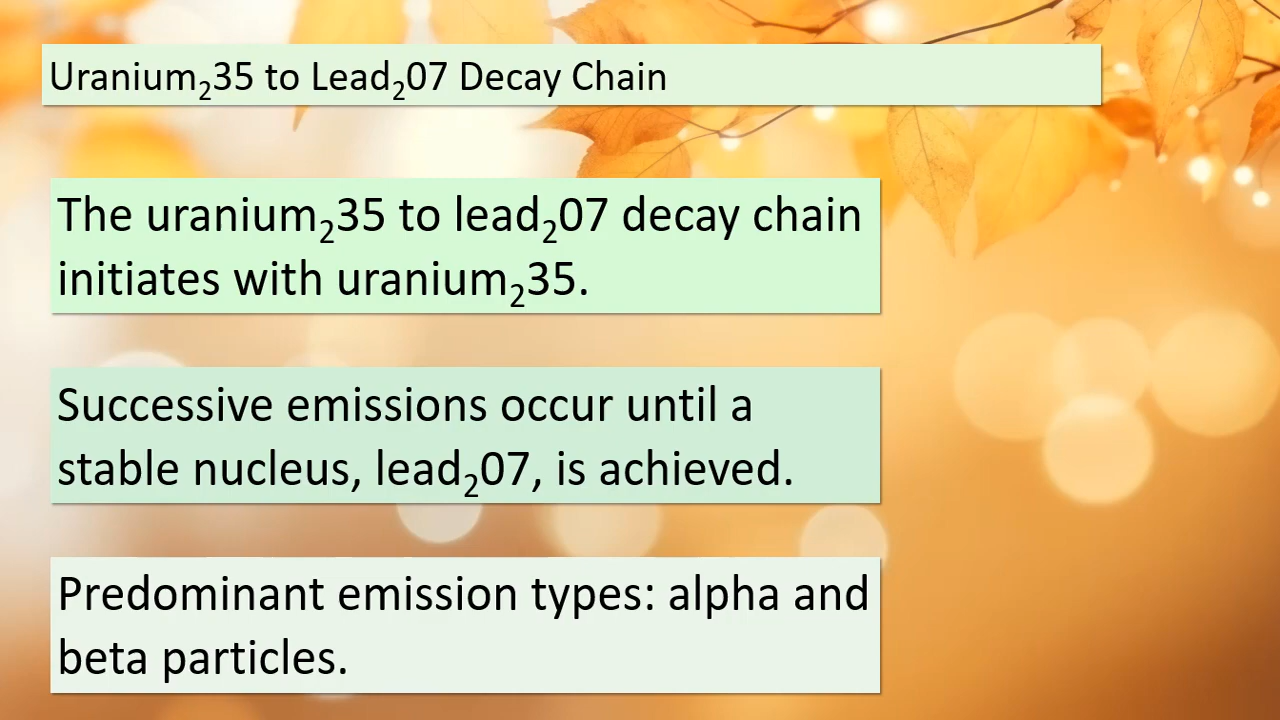 Uranium₂35 to Lead₂07 Decay Chain
The uranium₂35 to lead₂07 decay chain
initiates with uranium₂35.
Successive emissions occur until a
stable nucleus, lead₂07, is achieved.
Predominant emission types: alpha and
beta particles.